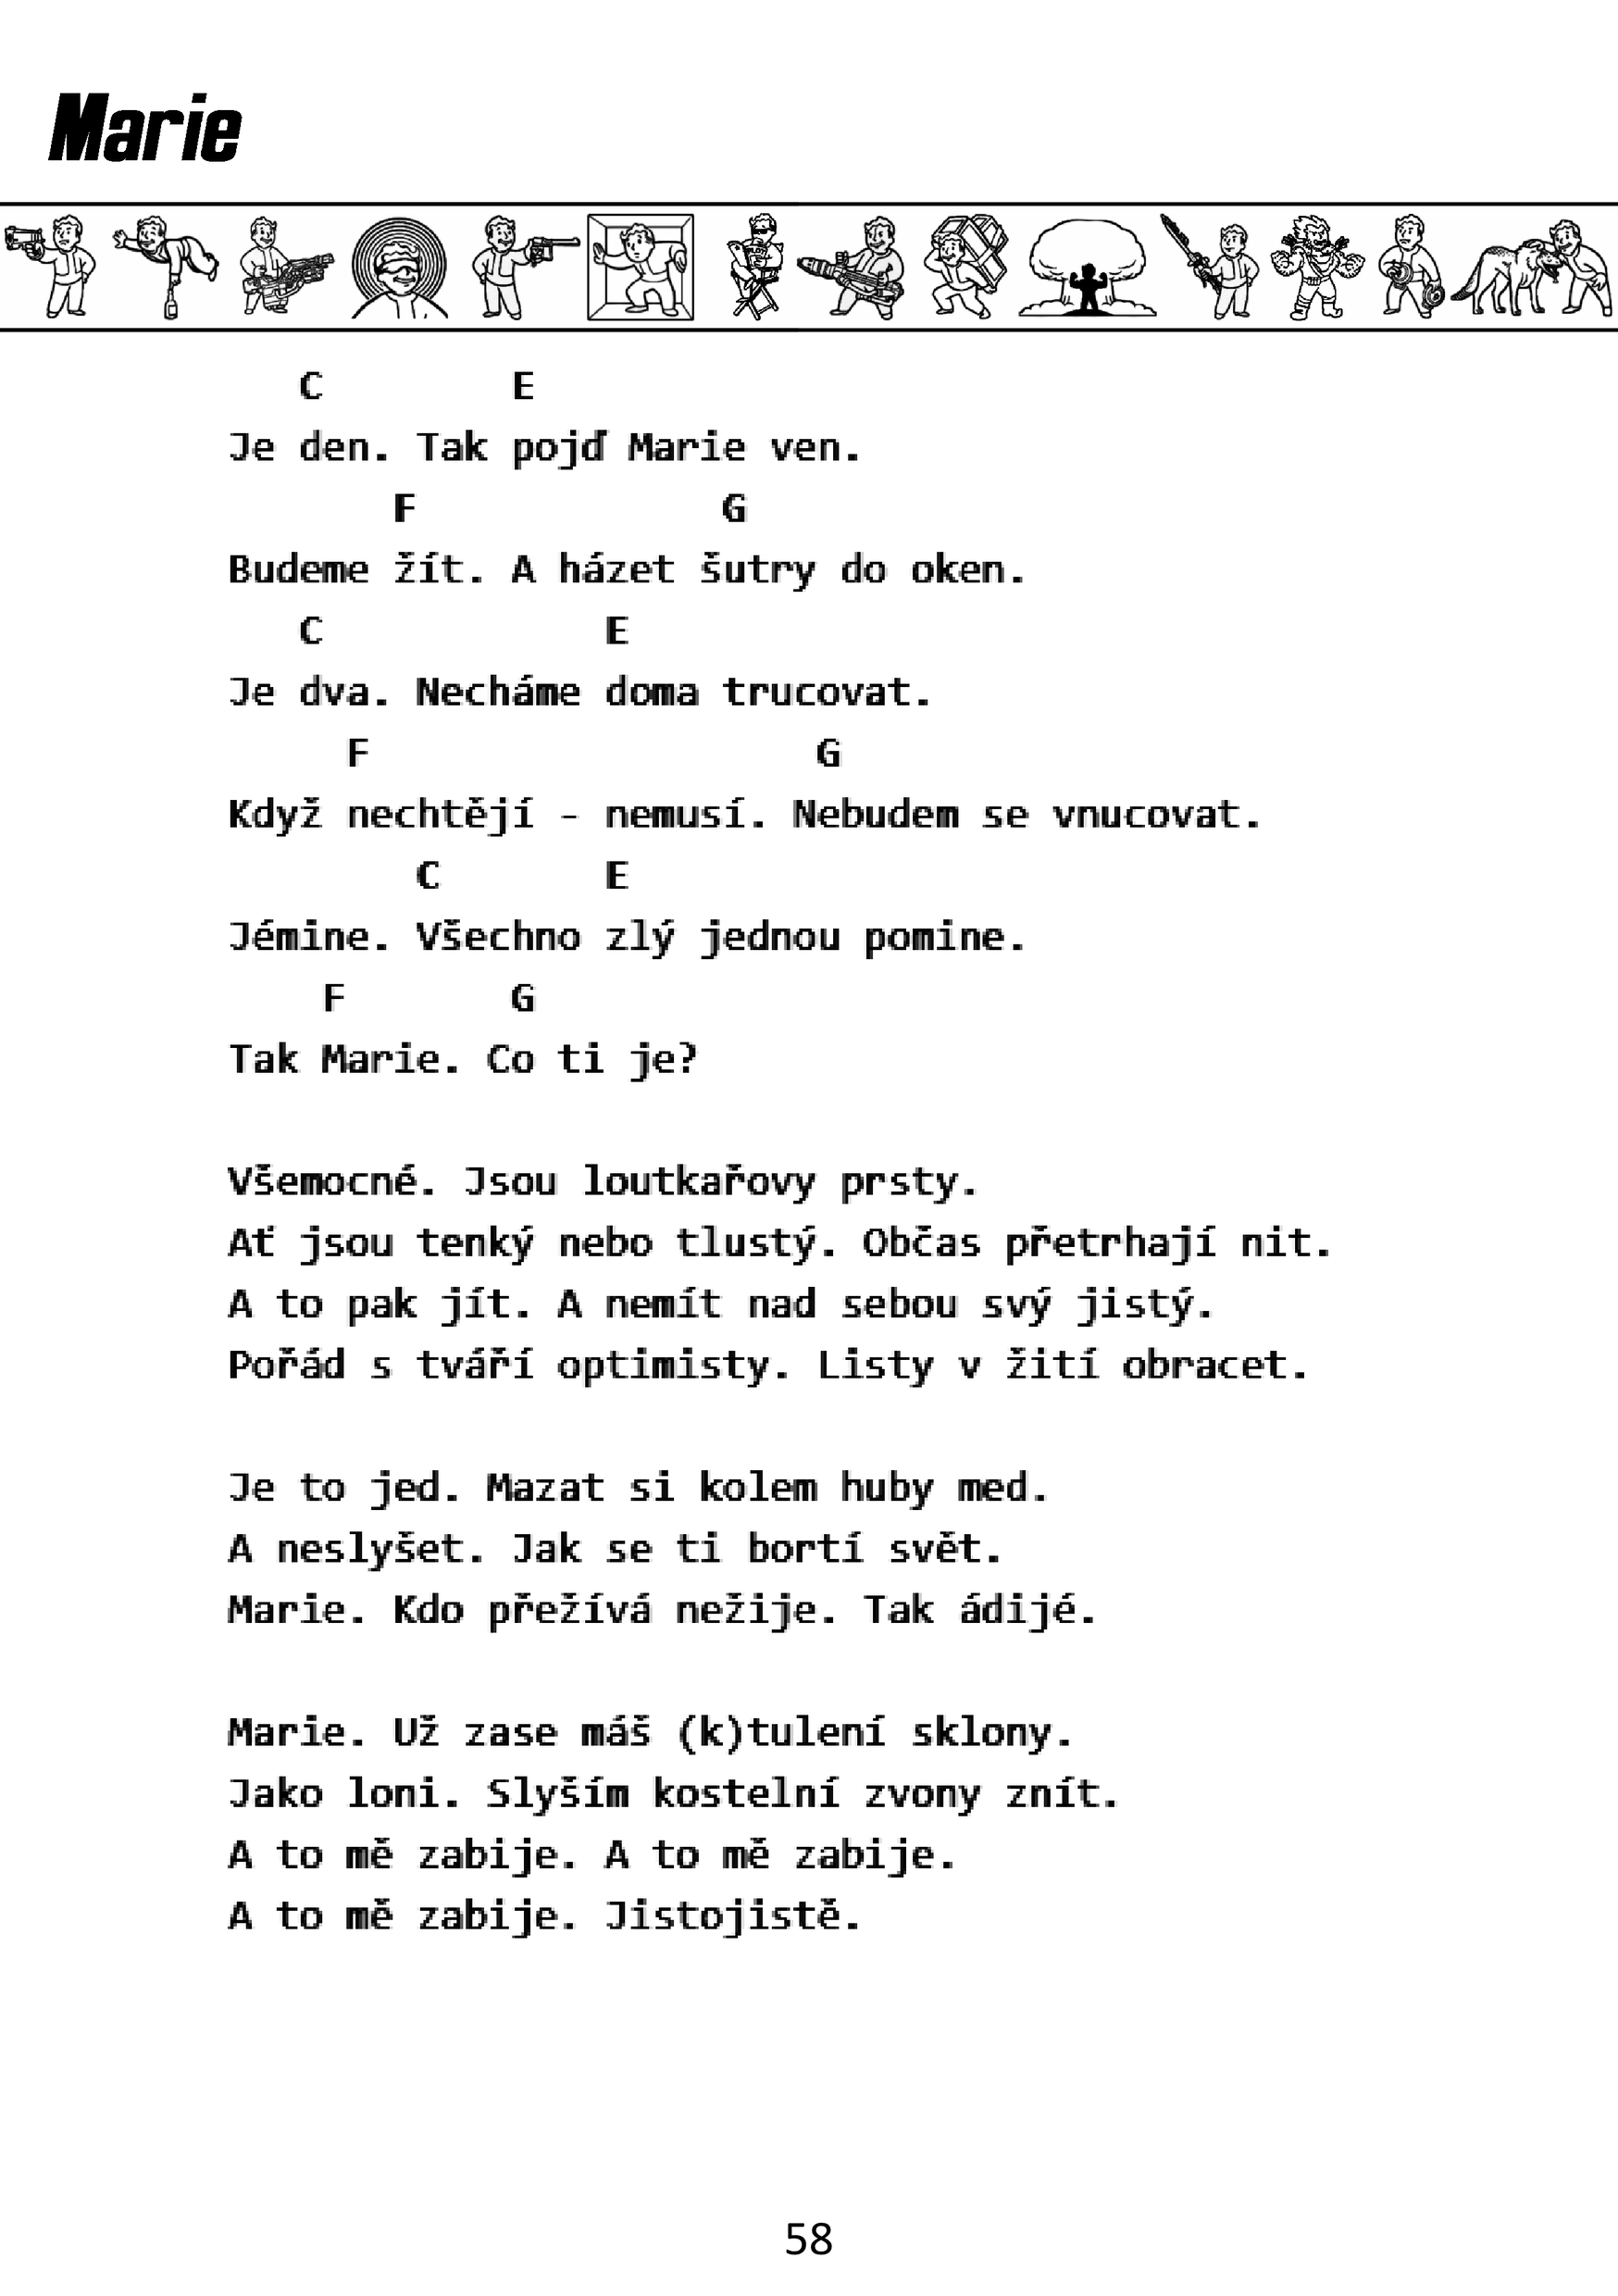 Marie
C E
Je den. Tak pojď Marie ven.
F G
Budeme žít. A házet šutry do oken.
C E
Je dva. Necháme doma trucovat.
F G
Když nechtějí - nemusí. Nebudem se vnucovat.
C E
Jémine. Všechno zlý jednou pomine.
F G
Tak Marie. Co ti je?
Všemocné. Jsou loutkařovy prsty.
Ať jsou tenký nebo tlustý. Občas přetrhají nit.
A to pak jít. A nemít nad sebou svý jistý.
Pořád s tváří optimisty. Listy v žití obracet.
Je to jed. Mazat si kolem huby med.
A neslyšet. Jak se ti bortí svět.
Marie. Kdo přežívá nežije. Tak ádijé.
Marie. Už zase máš (k)tulení sklony.
Jako loni. Slyším kostelní zvony znít.
A to mě zabije. A to mě zabije.
A to mě zabije. Jistojistě.
58